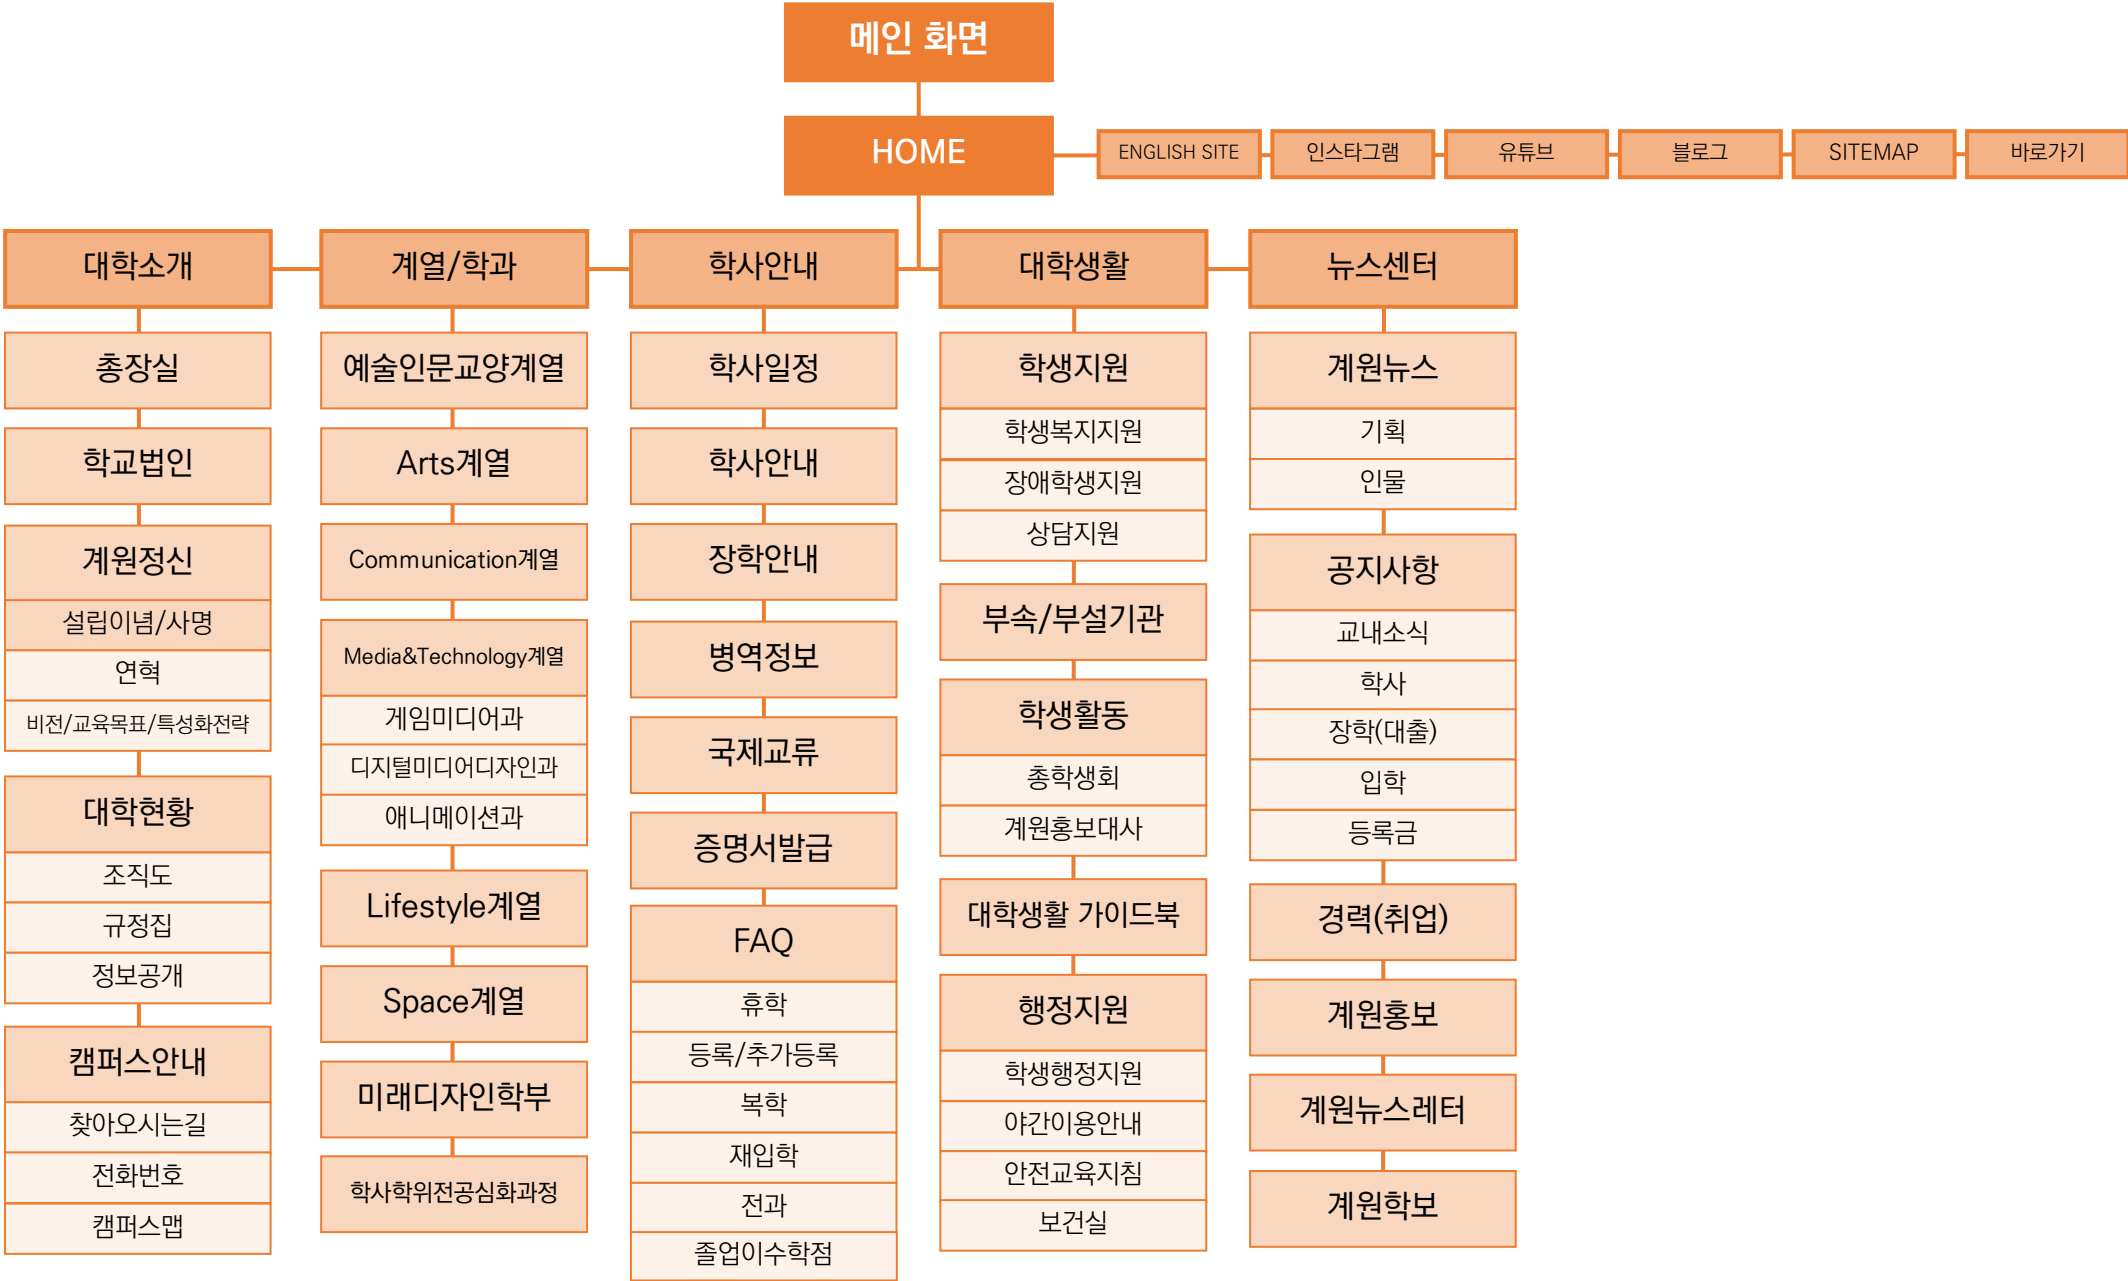 메인 화면
HOME
ENGLISH SITE
인스타그램
유튜브
블로그
SITEMAP
바로가기
대학소개
총장실
학교법인
계원정신
설립이념/사명
연혁
비전/교육목표/특성화전략
대학현황
조직도
규정집
정보공개
캠퍼스안내
찾아오시는길
전화번호
캠퍼스맵
계열/학과
예술인문교양계열
Arts계열
Communication계열
Media&Technology계열
게임미디어과
디지털미디어디자인과
애니메이션과
Lifestyle계열
Space계열
미래디자인학부
학사학위전공심화과정
학사안내
학사일정
학사안내
장학안내
병역정보
국제교류
증명서발급
FAQ
휴학
등록/추가등록
복학
재입학
전과
졸업이수학점
대학생활
학생지원
학생복지지원
장애학생지원
상담지원
부속/부설기관
학생활동
총학생회
계원홍보대사
대학생활 가이드북
행정지원
학생행정지원
야간이용안내
안전교육지침
보건실
뉴스센터
계원뉴스
기획
인물
공지사항
교내소식
학사
장학(대출)
입학
등록금
경력(취업)
계원홍보
계원뉴스레터
계원학보